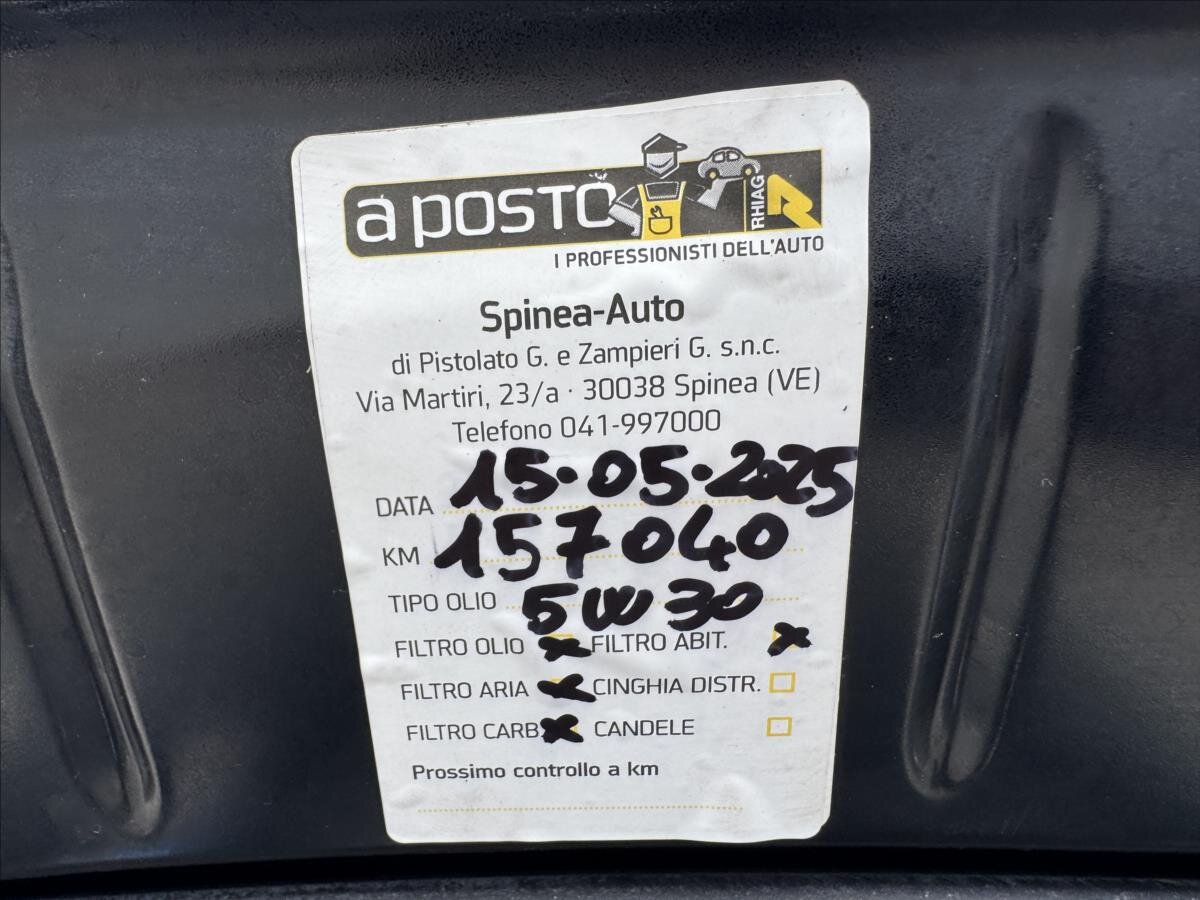 a posto
RHIAG
I PROFESSIONISTI DELL'AUTO
Spinea-Auto
di Pistolato G. e Zampieri G. s.n.c.
Via Martiri, 23/a · 30038 Spinea (VE)
Telefono 041-997000
DATA 15·05·2025
KM 157040
TIPO OLIO 5W30
FILTRO OLIO FILTRO ABIT.
FILTRO ARIA CINGHIA DISTR.
FILTRO CARB CANDELE
Prossimo controllo a km